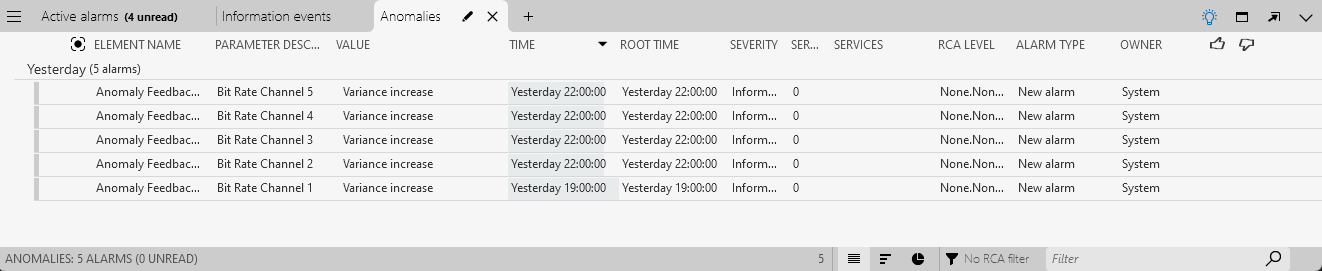 Active alarms (4 unread) Information events Anomalies
ELEMENT NAME PARAMETER DESC... VALUE TIME ROOT TIME SEVERITY SER... SERVICES RCA LEVEL ALARM TYPE OWNER
Yesterday (5 alarms)
Anomaly Feedbac... Bit Rate Channel 5 Variance increase Yesterday 22:00:00 Yesterday 22:00:00 Inform... 0 None.Non... New alarm System
Anomaly Feedbac... Bit Rate Channel 4 Variance increase Yesterday 22:00:00 Yesterday 22:00:00 Inform... 0 None.Non... New alarm System
Anomaly Feedbac... Bit Rate Channel 3 Variance increase Yesterday 22:00:00 Yesterday 22:00:00 Inform... 0 None.Non... New alarm System
Anomaly Feedbac... Bit Rate Channel 2 Variance increase Yesterday 22:00:00 Yesterday 22:00:00 Inform... 0 None.Non... New alarm System
Anomaly Feedbac... Bit Rate Channel 1 Variance increase Yesterday 19:00:00 Yesterday 19:00:00 Inform... 0 None.Non... New alarm System
ANOMALIES: 5 ALARMS (0 UNREAD) 5 No RCA filter Filter